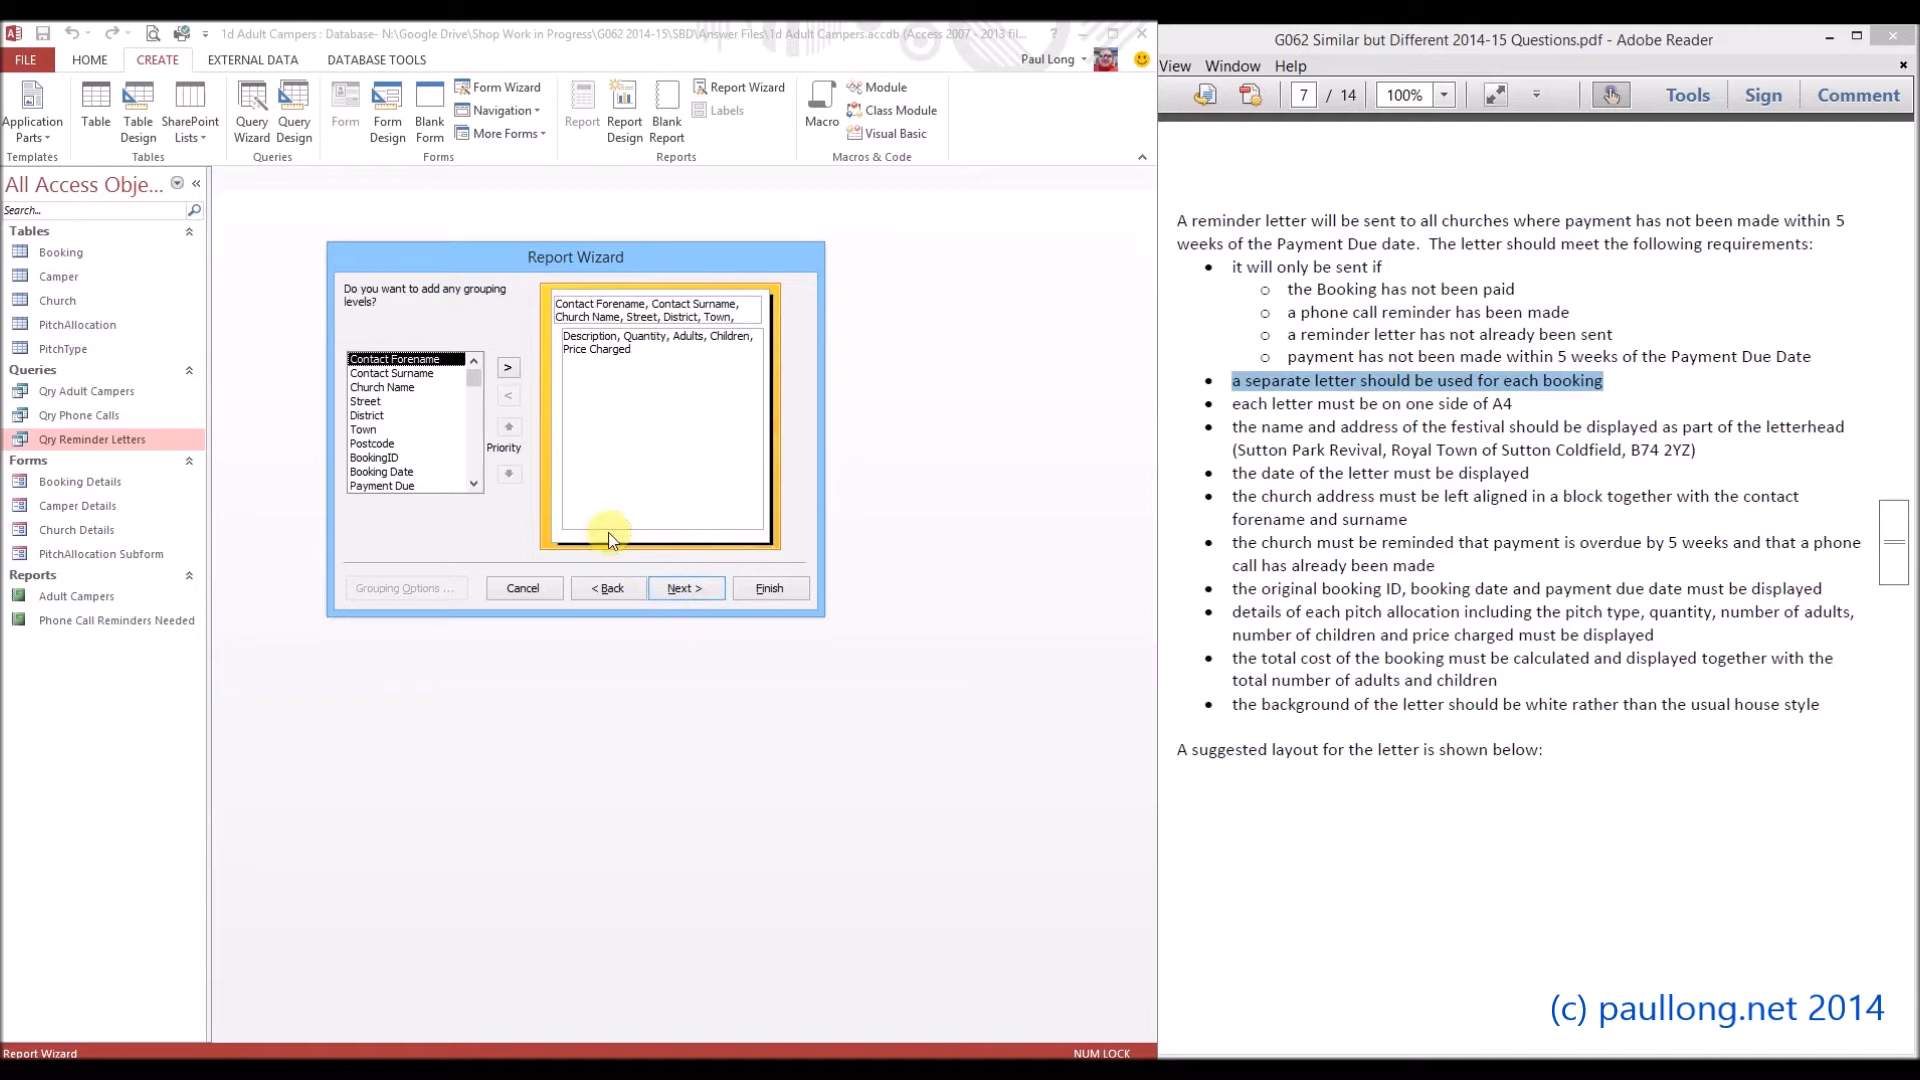 1d Adult Campers : Database- N:\Google Drive\Shop Work in Progress\G062 2014-15\SBD\Answer Files\1d Adult Campers.accdb (Access 2007 - 2013 fil...
FILE HOME CREATE EXTERNAL DATA DATABASE TOOLS
Paul Long
Application Parts
Table
Table Design
SharePoint Lists
Query Wizard
Query Design
Form
Form Design
Blank Form
Form Wizard
Navigation
More Forms
Report
Report Design
Blank Report
Report Wizard
Labels
Macro
Module
Class Module
Visual Basic
Templates
Tables
Queries
Forms
Reports
Macros & Code
All Access Obje...
Search...
Tables
Booking
Camper
Church
PitchAllocation
PitchType
Queries
Qry Adult Campers
Qry Phone Calls
Qry Reminder Letters
Forms
Booking Details
Camper Details
Church Details
PitchAllocation Subform
Reports
Adult Campers
Phone Call Reminders Needed
Report Wizard
Do you want to add any grouping
levels?
Contact Forename
Contact Surname
Church Name
Street
District
Town
Postcode
BookingID
Booking Date
Payment Due
>
<
Priority
Contact Forename, Contact Surname,
Church Name, Street, District, Town,
Description, Quantity, Adults, Children,
Price Charged
Grouping Options ...
Cancel
< Back
Next >
Finish
Report Wizard
NUM LOCK
G062 Similar but Different 2014-15 Questions.pdf - Adobe Reader
View Window Help
7 / 14 100% Tools Sign Comment
A reminder letter will be sent to all churches where payment has not been made within 5
weeks of the Payment Due date. The letter should meet the following requirements:
• it will only be sent if
o the Booking has not been paid
o a phone call reminder has been made
o a reminder letter has not already been sent
o payment has not been made within 5 weeks of the Payment Due Date
• a separate letter should be used for each booking
• each letter must be on one side of A4
• the name and address of the festival should be displayed as part of the letterhead
(Sutton Park Revival, Royal Town of Sutton Coldfield, B74 2YZ)
• the date of the letter must be displayed
• the church address must be left aligned in a block together with the contact
forename and surname
• the church must be reminded that payment is overdue by 5 weeks and that a phone
call has already been made
• the original booking ID, booking date and payment due date must be displayed
• details of each pitch allocation including the pitch type, quantity, number of adults,
number of children and price charged must be displayed
• the total cost of the booking must be calculated and displayed together with the
total number of adults and children
• the background of the letter should be white rather than the usual house style
A suggested layout for the letter is shown below:
(c) paullong.net 2014